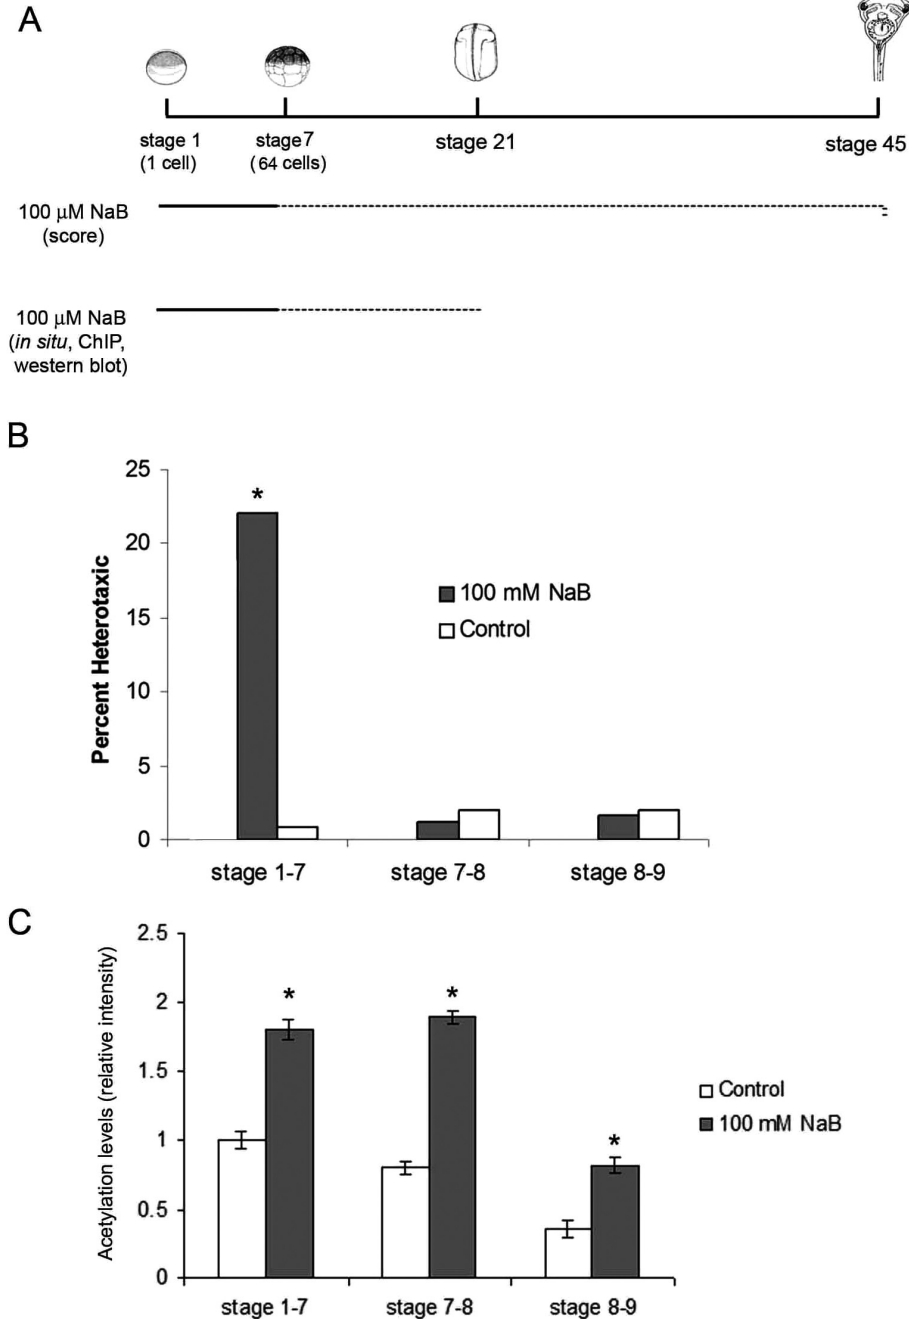 A
stage 1
(1 cell)
stage7
(64 cells)
stage 21
stage 45
100 µM NaB
(score)
100 µM NaB
(in situ, ChIP,
western blot)
B
25
20
15
10
5
0
Percent Heterotaxic
*
100 mM NaB
Control
stage 1-7
stage 7-8
stage 8-9
C
2.5
2
1.5
1
0.5
0
Acetylation levels (relative intensity)
*
*
*
Control
100 mM NaB
stage 1-7
stage 7-8
stage 8-9